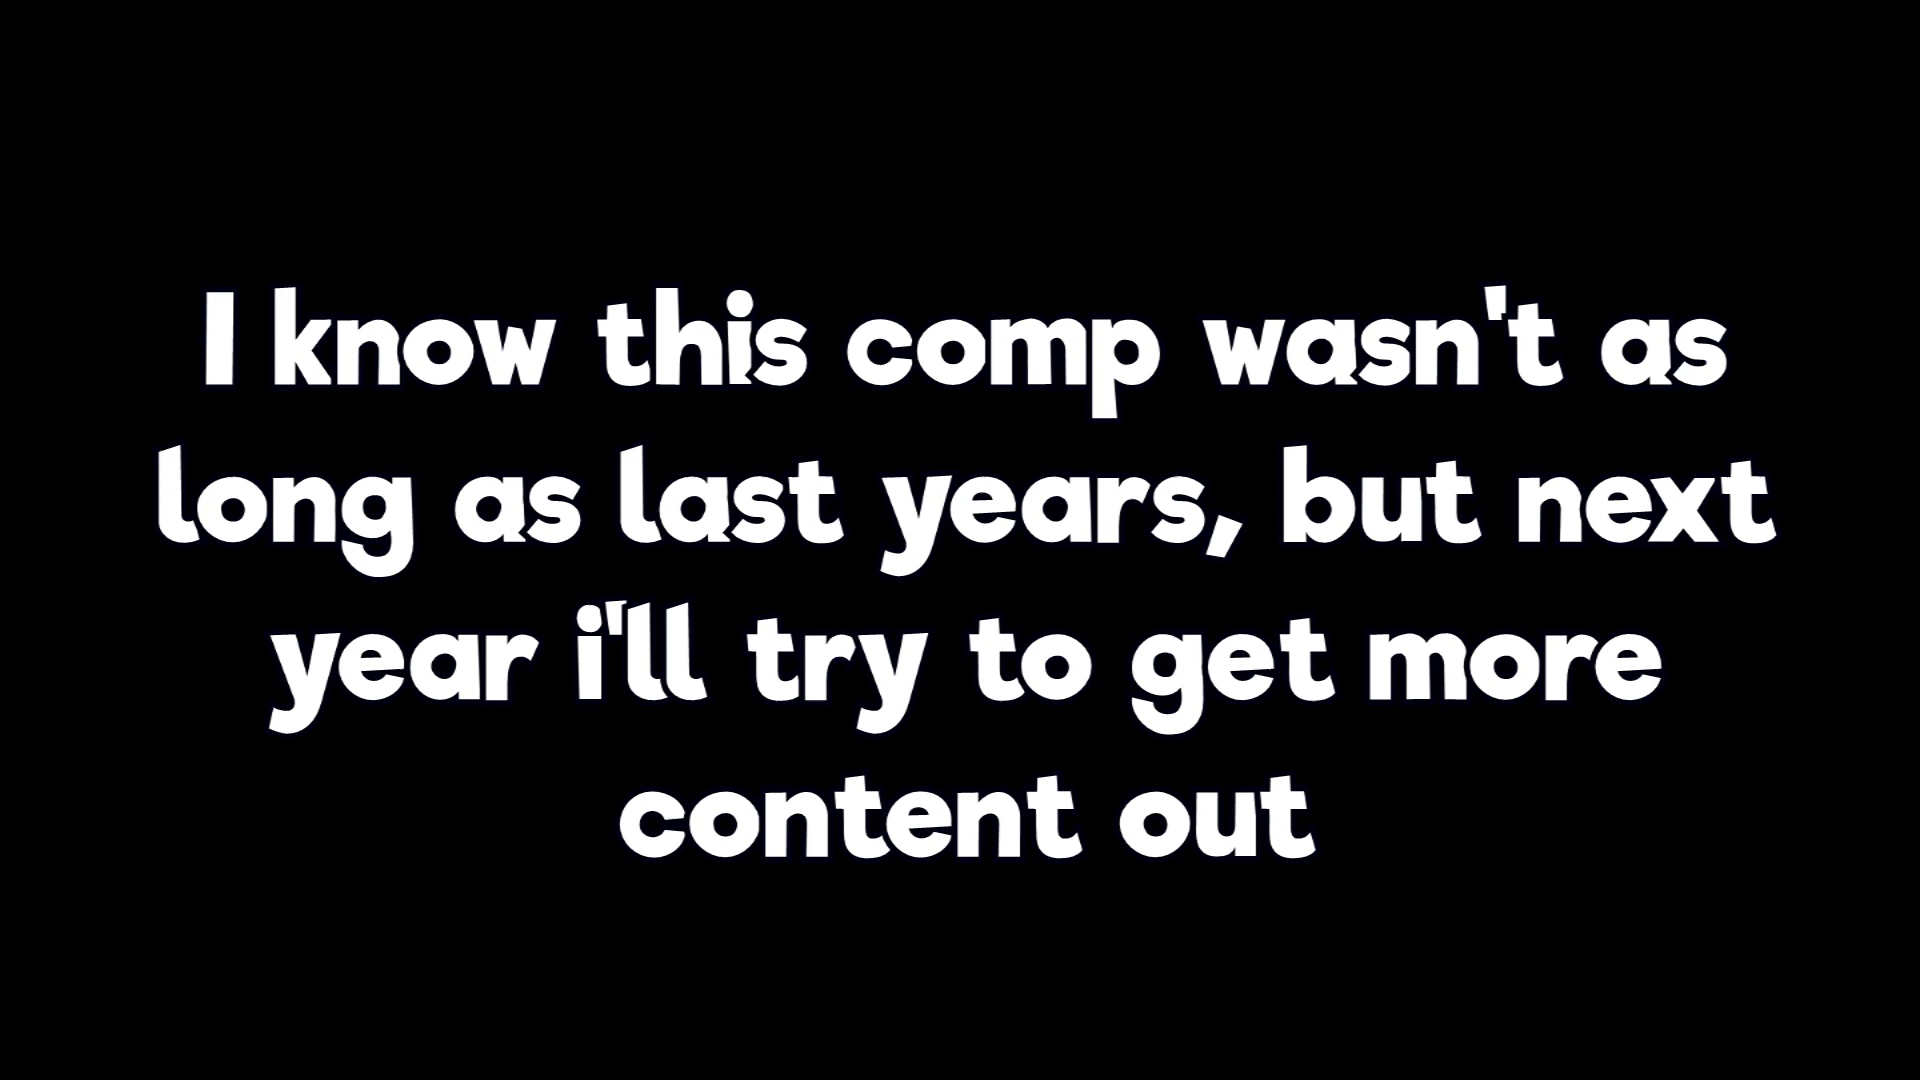 I know this comp wasn't as
long as last years, but next
year i'll try to get more
content out